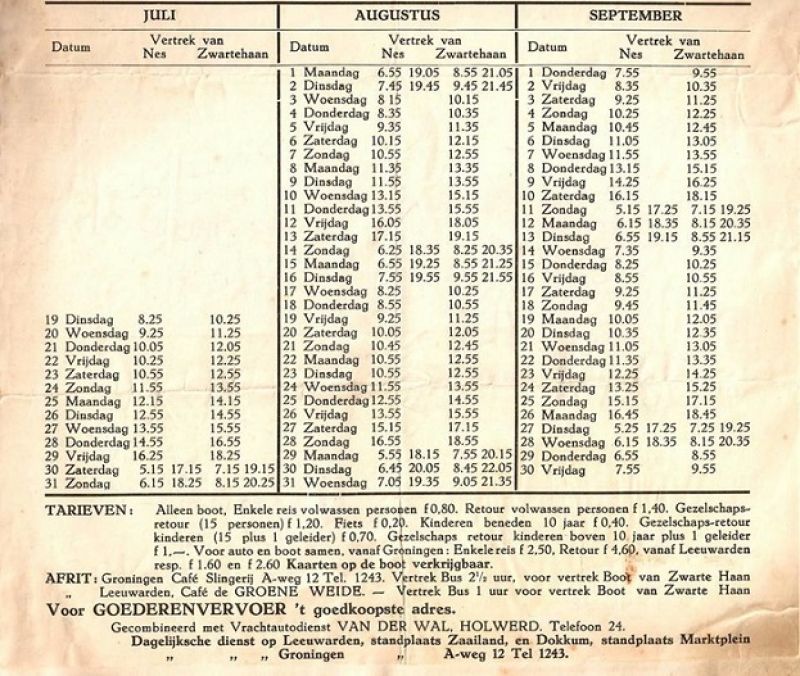 JULI
Datum Vertrek van
Nes Zwartehaan
19 Dinsdag 8.25 10.25
20 Woensdag 9.25 11.25
21 Donderdag 10.05 12.05
22 Vrijdag 10.25 12.25
23 Zaterdag 10.55 12.55
24 Zondag 11.55 13.55
25 Maandag 12.15 14.15
26 Dinsdag 12.55 14.55
27 Woensdag 13.55 15.55
28 Donderdag 14.55 16.55
29 Vrijdag 16.25 18.25
30 Zaterdag 5.15 17.15 7.15 19.15
31 Zondag 6.15 18.25 8.15 20.25
AUGUSTUS
Datum Vertrek van
Nes Zwartehaan
1 Maandag 6.55 19.05 8.55 21.05
2 Dinsdag 7.45 19.45 9.45 21.45
3 Woensdag 8 15 10.15
4 Donderdag 8.35 10.35
5 Vrijdag 9.35 11.35
6 Zaterdag 10.15 12.15
7 Zondag 10.55 12.55
8 Maandag 11.35 13.35
9 Dinsdag 11.55 13.55
10 Woensdag 13.15 15.15
11 Donderdag 13.55 15.55
12 Vrijdag 16.05 18.05
13 Zaterdag 17.15 19.15
14 Zondag 6.25 18.35 8.25 20.35
15 Maandag 6.55 19.25 8.55 21.25
16 Dinsdag 7.55 19.55 9.55 21.55
17 Woensdag 8.25 10.25
18 Donderdag 8.55 10.55
19 Vrijdag 9.25 11.25
20 Zaterdag 10.05 12.05
21 Zondag 10.45 12.45
22 Maandag 10.55 12.55
23 Dinsdag 10.55 12.55
24 Woensdag 11.55 13.55
25 Donderdag 12.55 14.55
26 Vrijdag 13.55 15.55
27 Zaterdag 15.15 17.15
28 Zondag 16.55 18.55
29 Maandag 5.55 18.15 7.55 20.15
30 Dinsdag 6.45 20.05 8.45 22.05
31 Woensdag 7.05 19.35 9.05 21.35
SEPTEMBER
Datum Vertrek van
Nes Zwartehaan
1 Donderdag 7.55 9.55
2 Vrijdag 8.35 10.35
3 Zaterdag 9.25 11.25
4 Zondag 10.25 12.25
5 Maandag 10.45 12.45
6 Dinsdag 11.05 13.05
7 Woensdag 11.55 13.55
8 Donderdag 13.15 15.15
9 Vrijdag 14.25 16.25
10 Zaterdag 16.15 18.15
11 Zondag 5.15 17.25 7.15 19.25
12 Maandag 6.15 18.35 8.15 20.35
13 Dinsdag 6.55 19.15 8.55 21.15
14 Woensdag 7.35 9.35
15 Donderdag 8.25 10.25
16 Vrijdag 8.55 10.55
17 Zaterdag 9.25 11.25
18 Zondag 9.45 11.45
19 Maandag 10.05 12.05
20 Dinsdag 10.35 12.35
21 Woensdag 11.05 13.05
22 Donderdag 11.35 13.35
23 Vrijdag 12.25 14.25
24 Zaterdag 13.25 15.25
25 Zondag 15.15 17.15
26 Maandag 16.45 18.45
27 Dinsdag 5.25 17.25 7.25 19.25
28 Woensdag 6.15 18.35 8.15 20.35
29 Donderdag 6.55 8.55
30 Vrijdag 7.55 9.55
TARIEVEN: Alleen boot, Enkele reis volwassen personen f 0,80. Retour volwassen personen f 1,40. Gezelschaps-
retour (15 personen) f 1,20. Fiets f 0,20. Kinderen beneden 10 jaar f 0,40. Gezelschaps-retour
kinderen (15 plus 1 geleider) f 0,70. Gezelschaps retour kinderen boven 10 jaar plus 1 geleider
f 1,—. Voor auto en boot samen, vanaf Groningen: Enkele reis f 2,50, Retour f 4,60, vanaf Leeuwarden
resp. f 1.60 en f 2.60 Kaarten op de boot verkrijgbaar.
AFRIT: Groningen Café Slingerij A-weg 12 Tel. 1243. Vertrek Bus 2½ uur, voor vertrek Boot van Zwarte Haan
„ Leeuwarden, Café de GROENE WEIDE. — Vertrek Bus 1 uur voor vertrek Boot van Zwarte Haan
Voor GOEDERENVERVOER 't goedkoopste adres.
Gecombineerd met Vrachtautodienst VAN DER WAL, HOLWERD. Telefoon 24.
Dagelijksche dienst op Leeuwarden, standplaats Zaailand, en Dokkum, standplaats Marktplein
„ „ „ Groningen „ A-weg 12 Tel 1243.